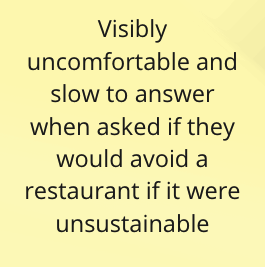 Visibly
uncomfortable and
slow to answer
when asked if they
would avoid a
restaurant if it were
unsustainable